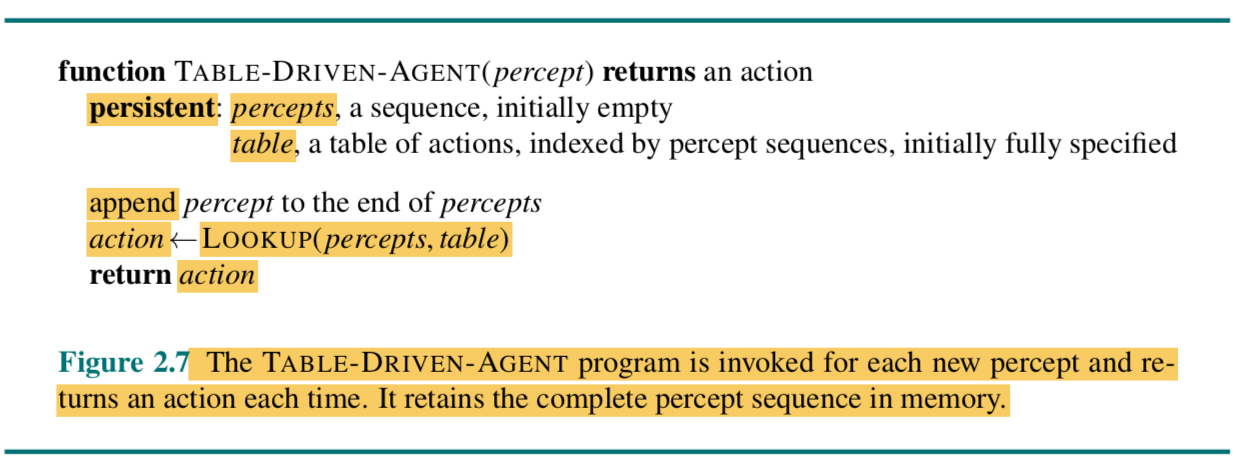 function TABLE-DRIVEN-AGENT(percept) returns an action
persistent: percepts, a sequence, initially empty
table, a table of actions, indexed by percept sequences, initially fully specified
append percept to the end of percepts
action ← LOOKUP(percepts, table)
return action
Figure 2.7 The TABLE-DRIVEN-AGENT program is invoked for each new percept and re-
turns an action each time. It retains the complete percept sequence in memory.